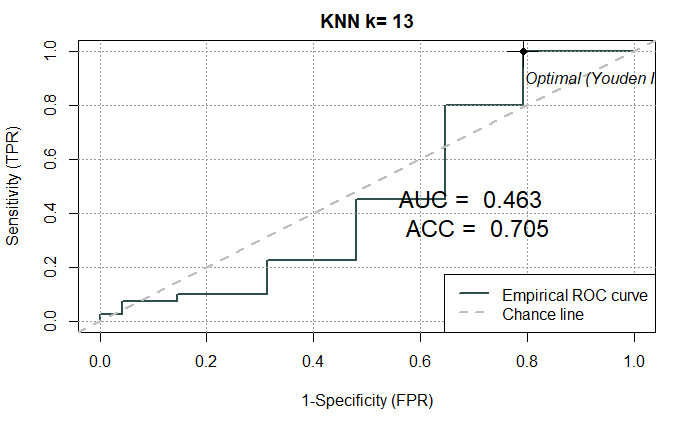 KNN k= 13
Sensitivity (TPR)
1.0
0.8
0.6
0.4
0.2
0.0
Optimal (Youden I
AUC = 0.463
ACC = 0.705
Empirical ROC curve
Chance line
0.0 0.2 0.4 0.6 0.8 1.0
1-Specificity (FPR)